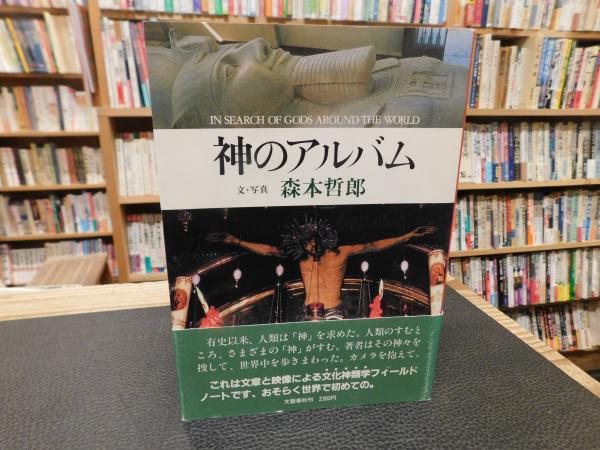 IN SEARCH OF GODS AROUND THE WORLD
神のアルバム
文・写真 森本哲郎
有史以来、人類は「神」を求めた。人類のすむと
ころ、さまざまの「神」がすむ。著者はその神々を
捜して、世界中を歩きまわった。カメラを抱えて。
これは文章と映像による文化神類学フィールド
ノートです、おそらく世界で初めての。
文藝春秋刊 2300円